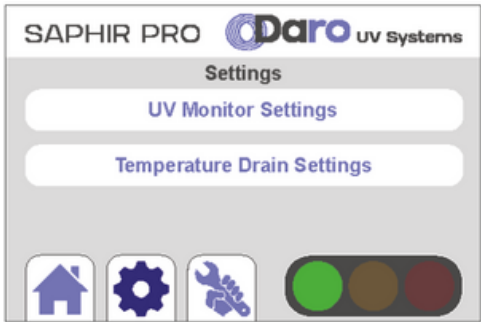 SAPHIR PRO Daro UV Systems
Settings
UV Monitor Settings
Temperature Drain Settings